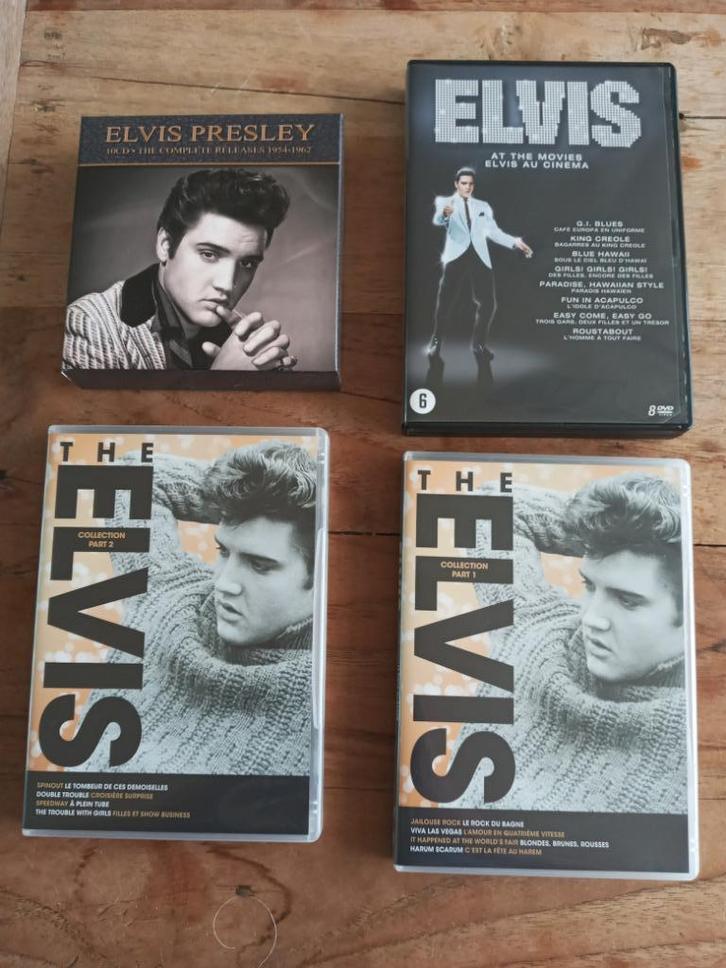 ELVIS PRESLEY
10CD • THE COMPLETE RELEASES 1954-1962
ELVIS
AT THE MOVIES
ELVIS AU CINEMA
G.I. BLUES
CAFÉ EUROPA EN UNIFORME
KING CREOLE
BAGARRES AU KING CREOLE
BLUE HAWAII
SOUS LE CIEL BLEU D'HAWAÏ
GIRLS! GIRLS! GIRLS!
DES FILLES, ENCORE DES FILLES
PARADISE, HAWAIIAN STYLE
PARADIS HAWAÏEN
FUN IN ACAPULCO
L'IDOLE D'ACAPULCO
EASY COME, EASY GO
TROIS GARS, DEUX FILLES ET UN TRÉSOR
ROUSTABOUT
L'HOMME À TOUT FAIRE
6
8 DVD
THE
ELVIS
COLLECTION
PART 2
SPINOUT LE TOMBEUR DE CES DEMOISELLES
DOUBLE TROUBLE CROISIÈRE SURPRISE
SPEEDWAY À PLEIN TUBE
THE TROUBLE WITH GIRLS FILLES ET SHOW BUSINESS
THE
ELVIS
COLLECTION
PART 1
JAILOUSE ROCK LE ROCK DU BAGNE
VIVA LAS VEGAS L'AMOUR EN QUATRIÈME VITESSE
IT HAPPENED AT THE WORLD'S FAIR BLONDES, BRUNES, ROUSSES
HARUM SCARUM C'EST LA FÊTE AU HAREM